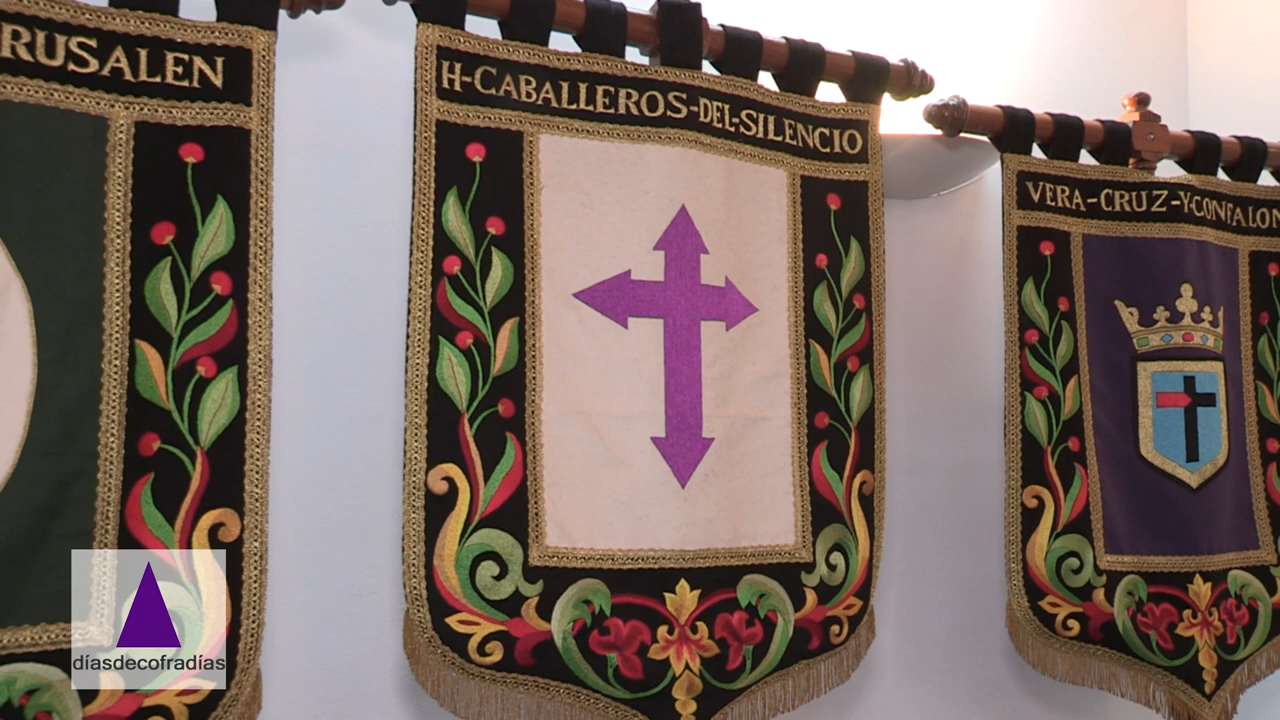 RUSALEN
H-CABALLEROS-DEL-SILENCIO
VERA-CRUZ-Y-CONFALON
díasdecofradías